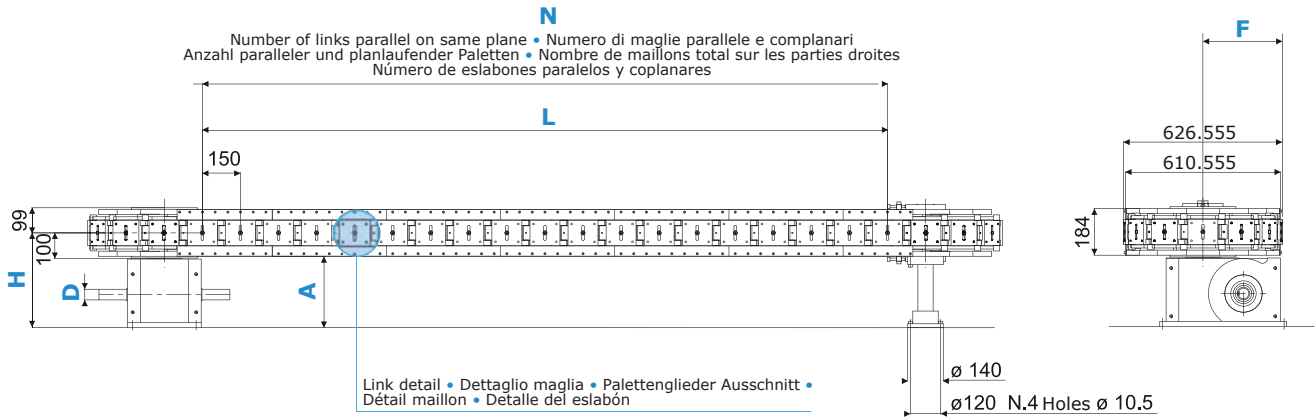 N
Number of links parallel on same plane • Numero di maglie parallele e complanari
Anzahl paralleler und planlaufender Paletten • Nombre de maillons total sur les parties droites
Número de eslabones paralelos y coplanares
F
L
626.555
150
610.555
99
184
100
H
D
A
Link detail • Dettaglio maglia • Palettenglieder Ausschnitt •
Détail maillon • Detalle del eslabón
ø 140
ø120 N.4 Holes ø 10.5